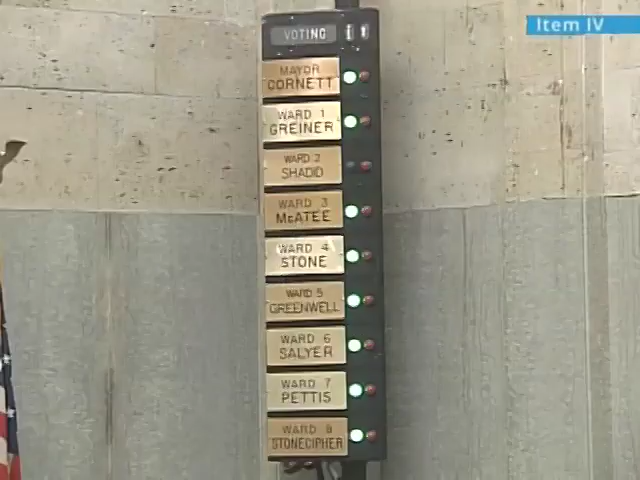 Item IV
VOTING
MAYOR
CORNETT
WARD 1
GREINER
WARD 2
SHADID
WARD 3
McATEE
WARD 4
STONE
WARD 5
GREENWELL
WARD 6
SALYER
WARD 7
PETTIS
WARD 8
STONECIPHER